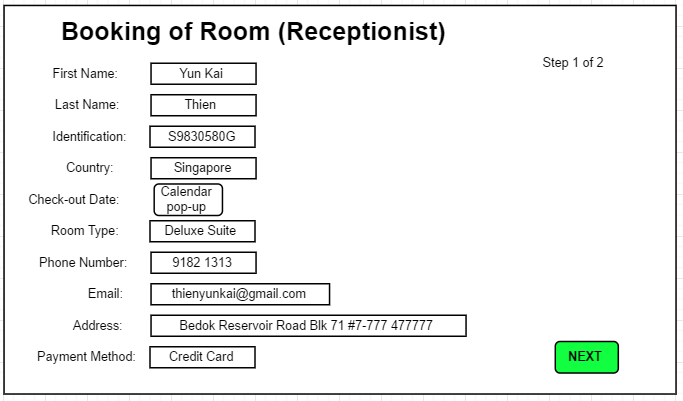 Booking of Room (Receptionist)
Step 1 of 2
First Name: Yun Kai
Last Name: Thien
Identification: S9830580G
Country: Singapore
Check-out Date: Calendar
pop-up
Room Type: Deluxe Suite
Phone Number: 9182 1313
Email: thienyunkai@gmail.com
Address: Bedok Reservoir Road Blk 71 #7-777 477777
Payment Method: Credit Card
NEXT